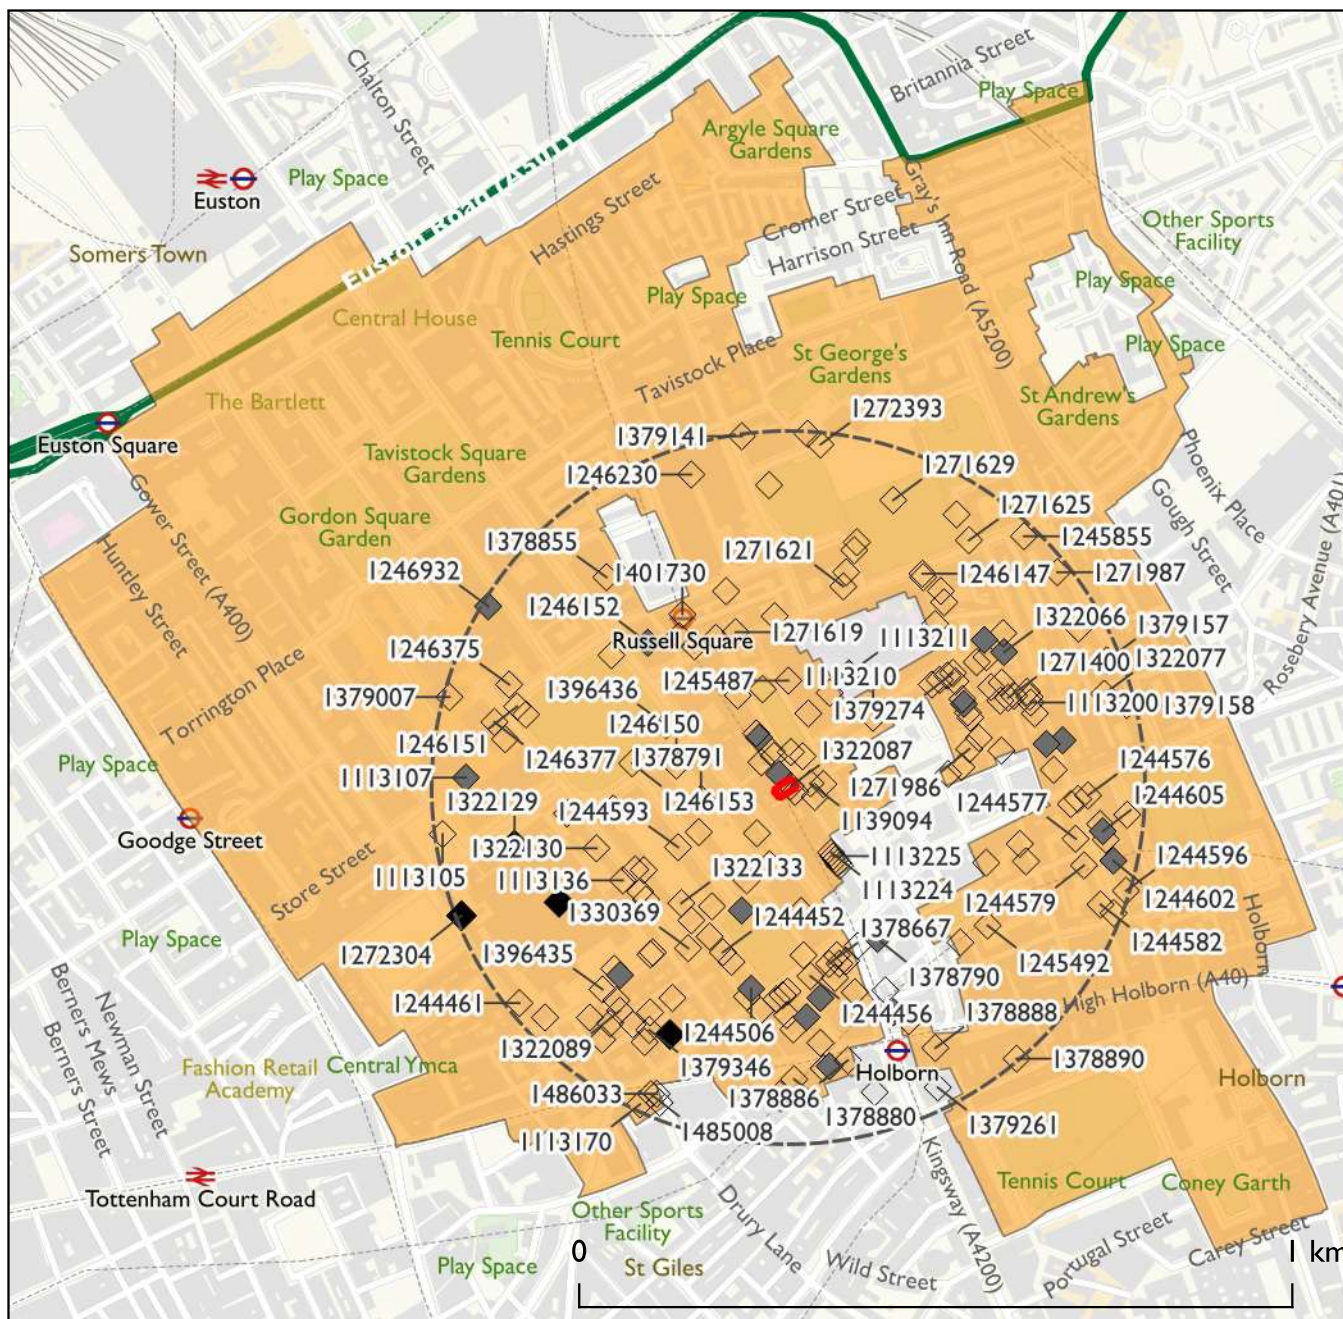 Britannia Street
Chalton Street
Play Space
Argyle Square
Gardens
Euston
Play Space
Euston Road (A501)
Gray's Inn Road (A5200)
Hastings Street
Cromer Street
Harrison Street
Other Sports
Facility
Somers Town
Play Space
Play Space
Central House
Tennis Court
Play Space
Tavistock Place
St George's
Gardens
The Bartlett
St Andrew's
Gardens
1272393
Euston Square
1379141
Phoenix Place
Tavistock Square
Gardens
1246230
1271629
Gower Street (A400)
Gough Street
Rosebery Avenue (A401)
1271625
Gordon Square
Garden
Huntley Street
1378855
1271621
1245855
1246932
1401730
1246147
1271987
1246152
1322066
Russell Square
1271619
1113211
1379157
1246375
1271400
1322077
1113210
1245487
1379007
1396436
1379274
1113200
1379158
Torrington Place
1246150
1246151
1246377
1378791
1322087
Play Space
1113107
1271986
1244576
1322129
1244593
1246153
1244577
1244605
Goodge Street
1139094
1322130
1113225
1244596
Store Street
1113105
1113136
1322133
1113224
1244579
1244602
1330369
1244452
1378667
Holborn
Play Space
1272304
1396435
1378790
1245492
1244582
Berners Mews
Newman Street
Berners Street
1244461
1244456
High Holborn (A40)
1378888
1322089
1244506
Fashion Retail
Academy
Central Ymca
1379346
Holborn
1378890
Holborn
1486033
1378886
1378880
1379261
1113170
1485008
Tottenham Court Road
Kingsway (A4200)
Tennis Court
Coney Garth
Other Sports
Facility
Drury Lane
Portugal Street
Carey Street
Play Space
St Giles
Wild Street
0
1 km